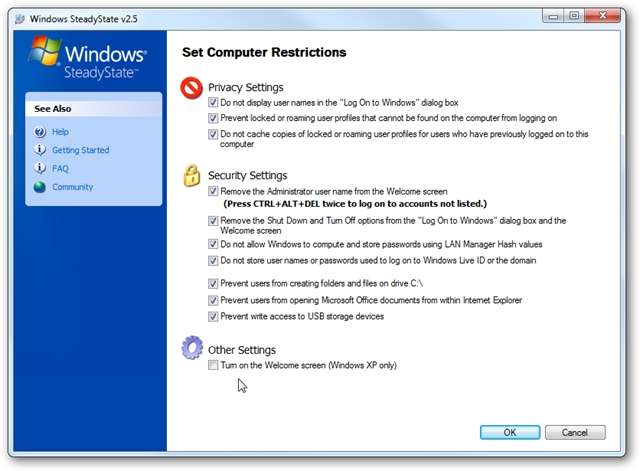 Windows SteadyState v2.5
Windows®
SteadyState™
See Also
Help
Getting Started
FAQ
Community
Set Computer Restrictions
Privacy Settings
Do not display user names in the "Log On to Windows" dialog box
Prevent locked or roaming user profiles that cannot be found on the computer from logging on
Do not cache copies of locked or roaming user profiles for users who have previously logged on to this
computer
Security Settings
Remove the Administrator user name from the Welcome screen
(Press CTRL+ALT+DEL twice to log on to accounts not listed.)
Remove the Shut Down and Turn Off options from the "Log On to Windows" dialog box and the
Welcome screen
Do not allow Windows to compute and store passwords using LAN Manager Hash values
Do not store user names or passwords used to log on to Windows Live ID or the domain
Prevent users from creating folders and files on drive C:\
Prevent users from opening Microsoft Office documents from within Internet Explorer
Prevent write access to USB storage devices
Other Settings
Turn on the Welcome screen (Windows XP only)
OK
Cancel